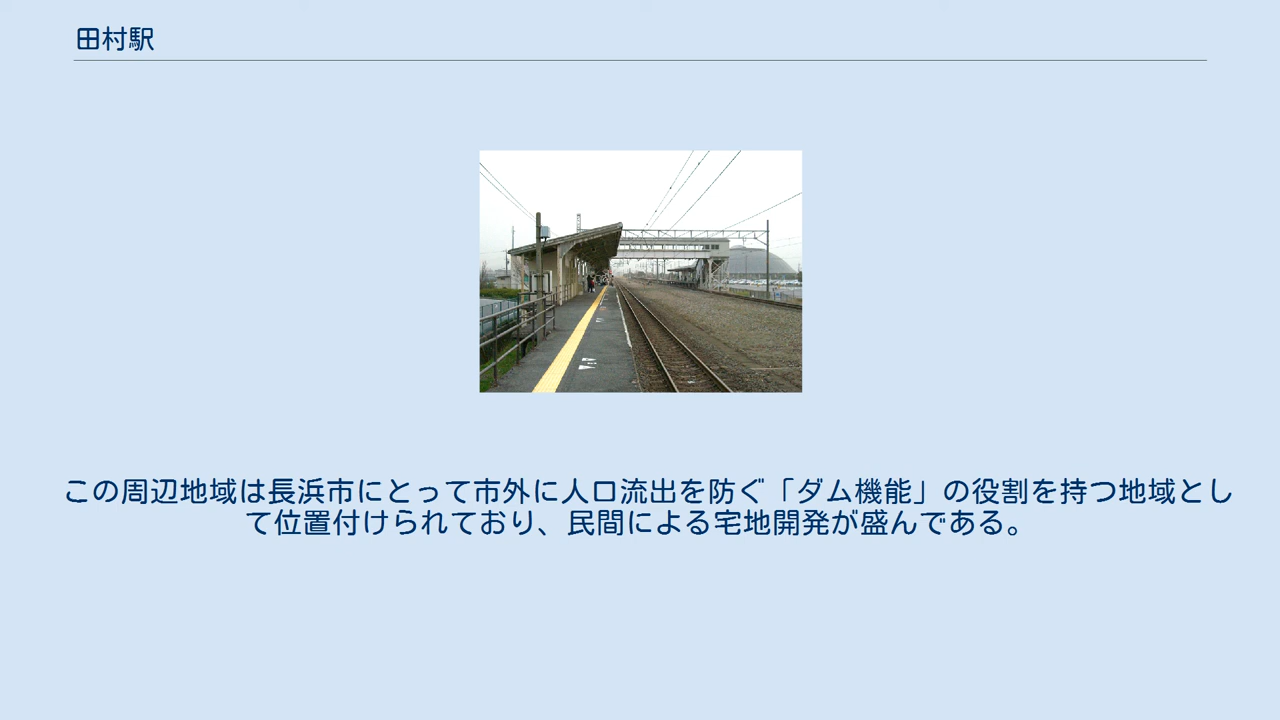 田村駅
この周辺地域は長浜市にとって市外に人口流出を防ぐ「ダム機能」の役割を持つ地域とし
て位置付けられており、民間による宅地開発が盛んである。